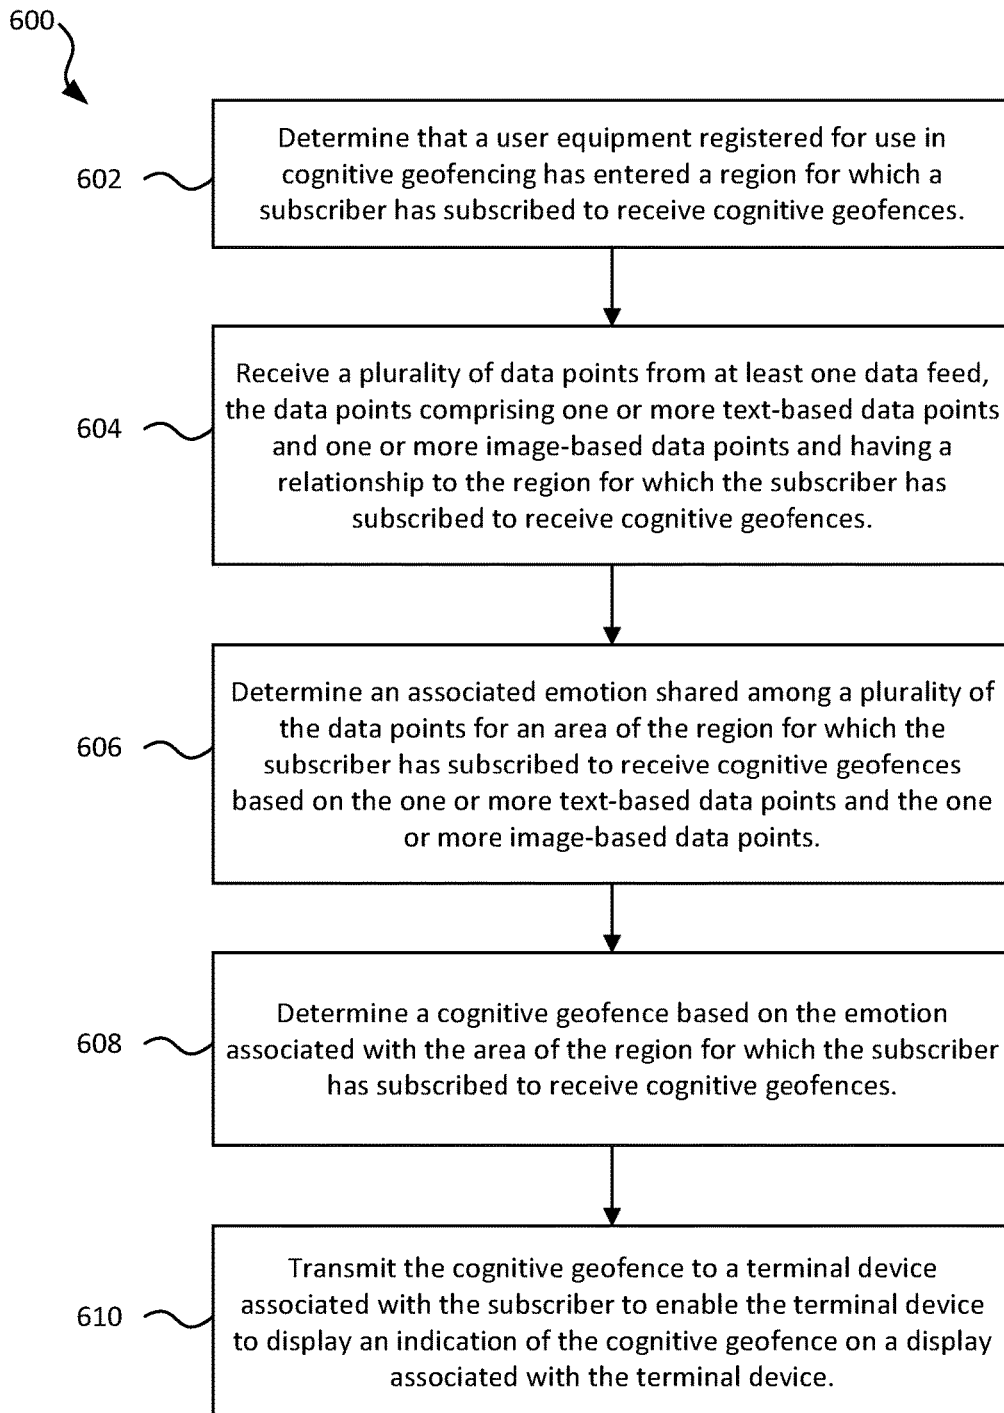 600
602
Determine that a user equipment registered for use in
cognitive geofencing has entered a region for which a
subscriber has subscribed to receive cognitive geofences.
604
Receive a plurality of data points from at least one data feed,
the data points comprising one or more text-based data points
and one or more image-based data points and having a
relationship to the region for which the subscriber has
subscribed to receive cognitive geofences.
606
Determine an associated emotion shared among a plurality of
the data points for an area of the region for which the
subscriber has subscribed to receive cognitive geofences
based on the one or more text-based data points and the one
or more image-based data points.
608
Determine a cognitive geofence based on the emotion
associated with the area of the region for which the subscriber
has subscribed to receive cognitive geofences.
610
Transmit the cognitive geofence to a terminal device
associated with the subscriber to enable the terminal device
to display an indication of the cognitive geofence on a display
associated with the terminal device.